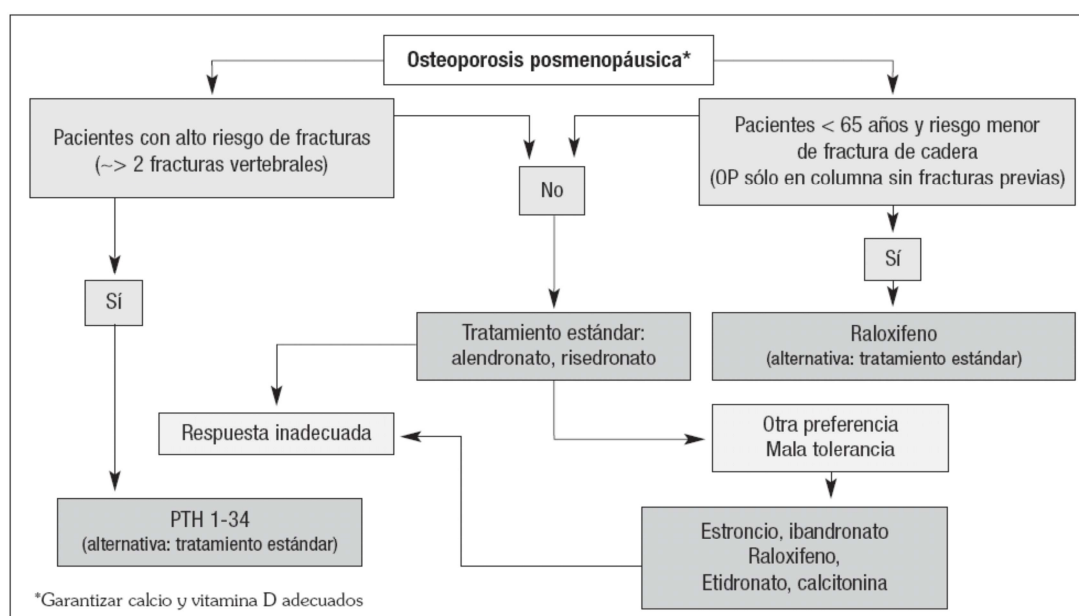 Osteoporosis posmenopáusica*
Pacientes con alto riesgo de fracturas
(~> 2 fracturas vertebrales)
Pacientes < 65 años y riesgo menor
de fractura de cadera
(OP sólo en columna sin fracturas previas)
No
Sí
Sí
Tratamiento estándar:
alendronato, risedronato
Raloxifeno
(alternativa: tratamiento estándar)
Respuesta inadecuada
Otra preferencia
Mala tolerancia
PTH 1-34
(alternativa: tratamiento estándar)
Estroncio, ibandronato
Raloxifeno,
Etidronato, calcitonina
*Garantizar calcio y vitamina D adecuados